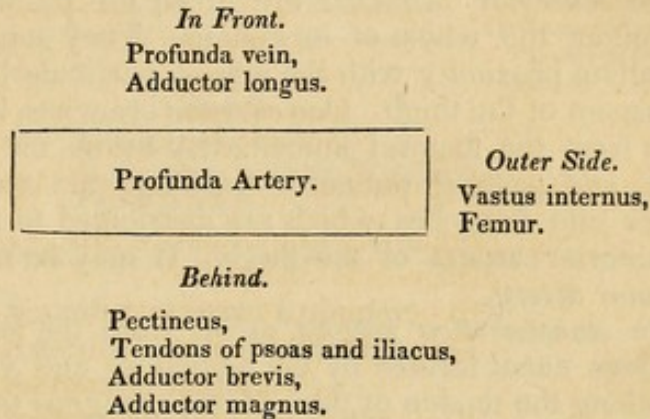 In Front.
Profunda vein,
Adductor longus.
Profunda Artery.
Outer Side.
Vastus internus,
Femur.
Behind.
Pectineus,
Tendons of psoas and iliacus,
Adductor brevis,
Adductor magnus.